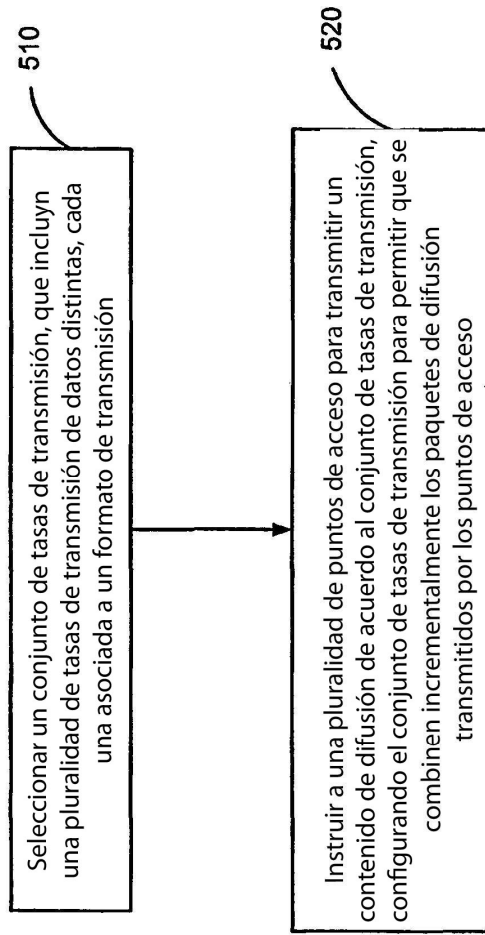 510
Seleccionar un conjunto de tasas de transmisión, que incluyn
una pluralidad de tasas de transmisión de datos distintas, cada
una asociada a un formato de transmisión
520
Instruir a una pluralidad de puntos de acceso para transmitir un
contenido de difusión de acuerdo al conjunto de tasas de transmisión,
configurando el conjunto de tasas de transmisión para permitir que se
combinen incrementalmente los paquetes de difusión
transmitidos por los puntos de acceso